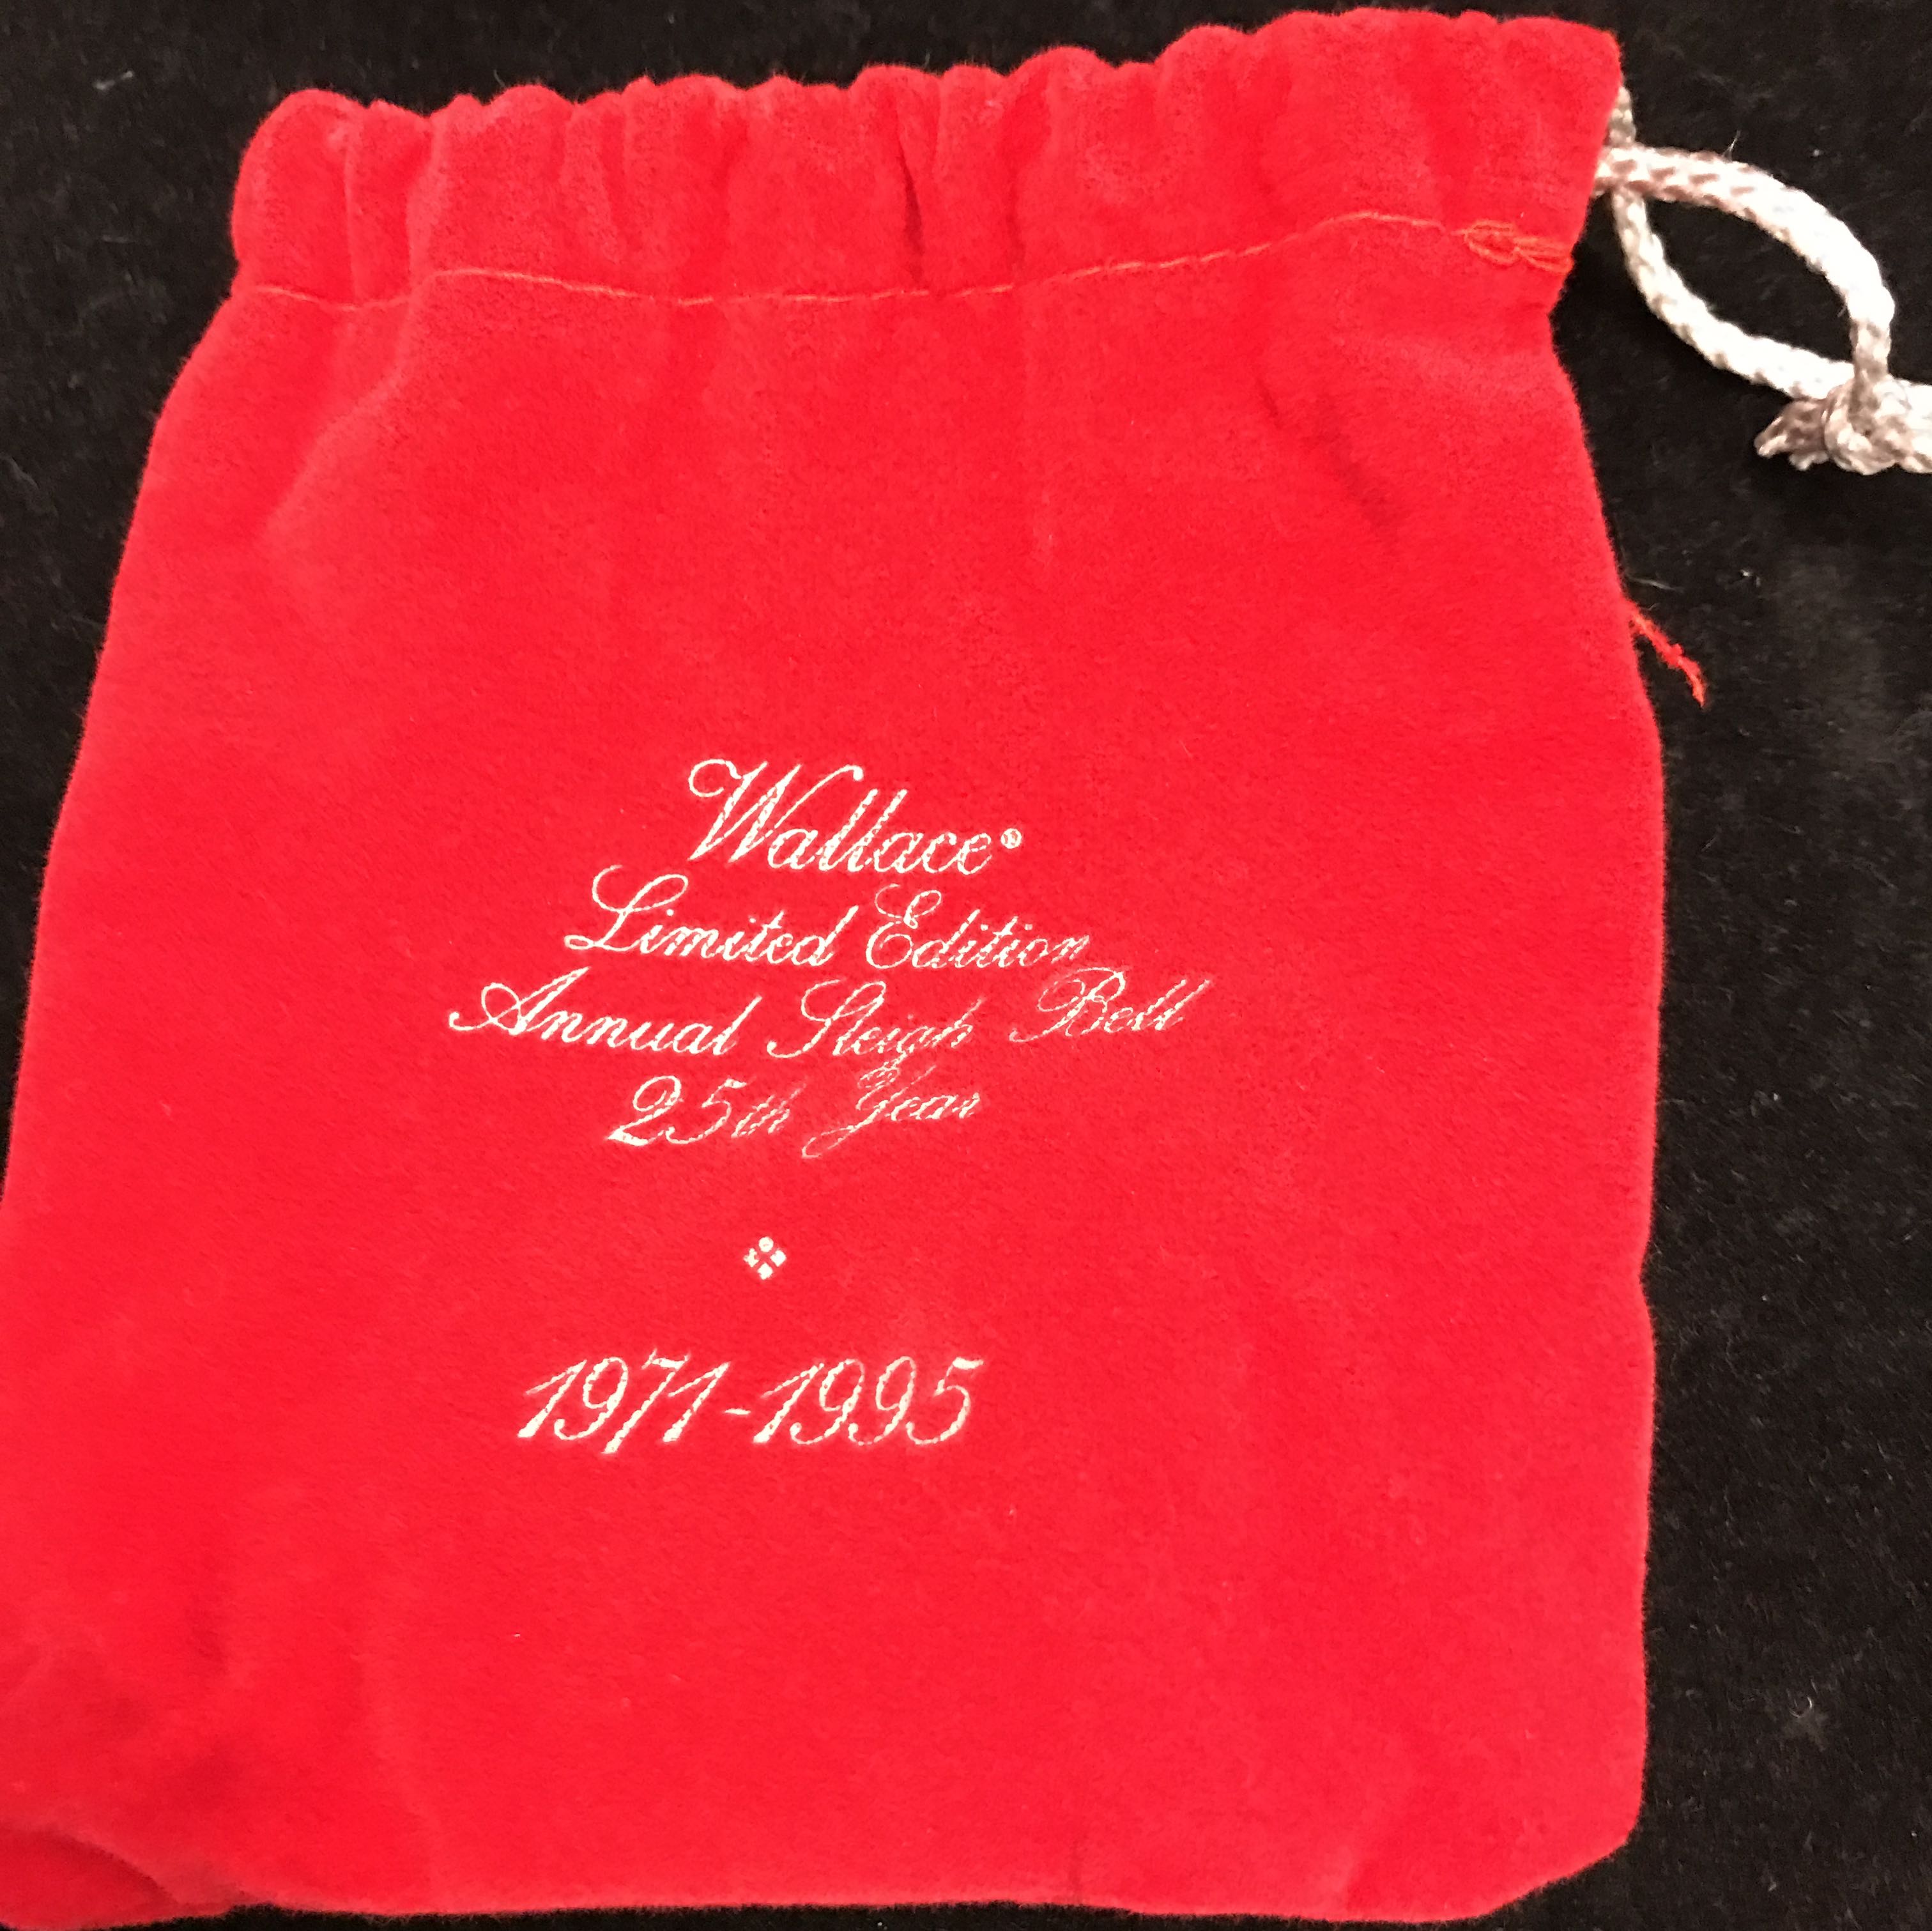 Wallace®
Limited Edition
Annual Sleigh Bell
25th Year
1971-1995